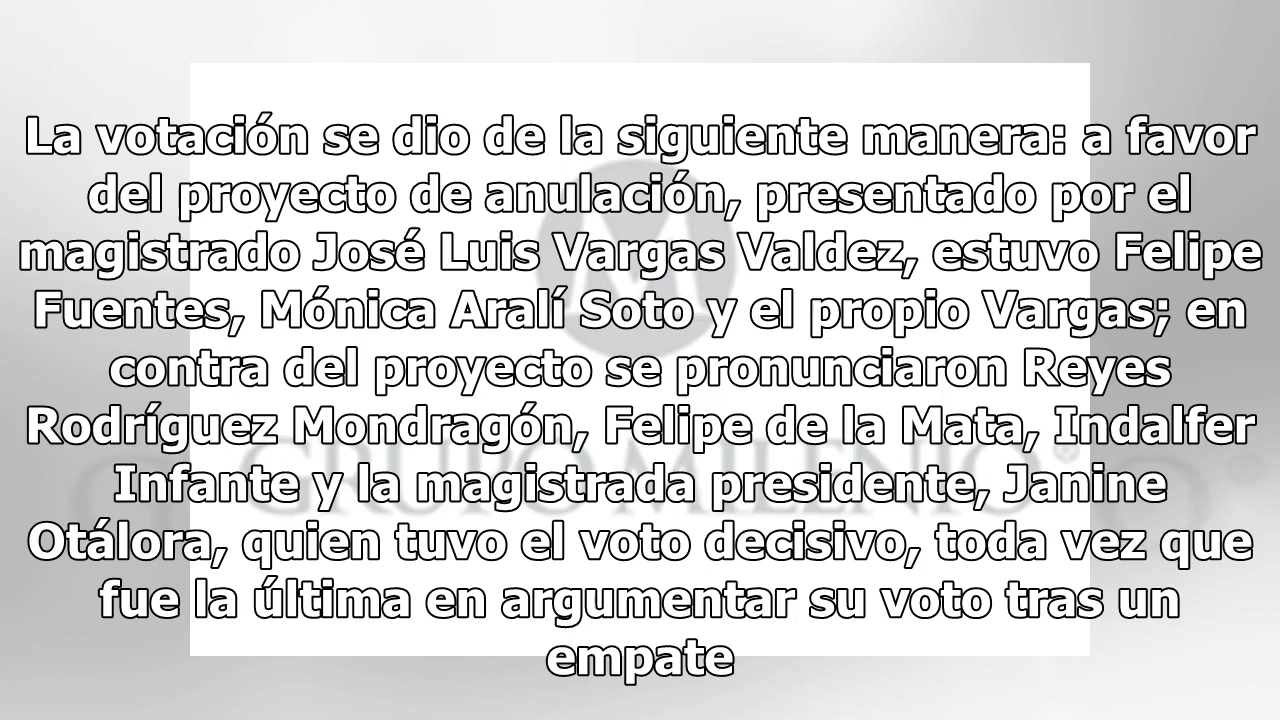 La votación se dio de la siguiente manera: a favor
del proyecto de anulación, presentado por el
magistrado José Luis Vargas Valdez, estuvo Felipe
Fuentes, Mónica Aralí Soto y el propio Vargas; en
contra del proyecto se pronunciaron Reyes
Rodríguez Mondragón, Felipe de la Mata, Indalfer
Infante y la magistrada presidente, Janine
Otálora, quien tuvo el voto decisivo, toda vez que
fue la última en argumentar su voto tras un
empate
GRUPO MILENIO